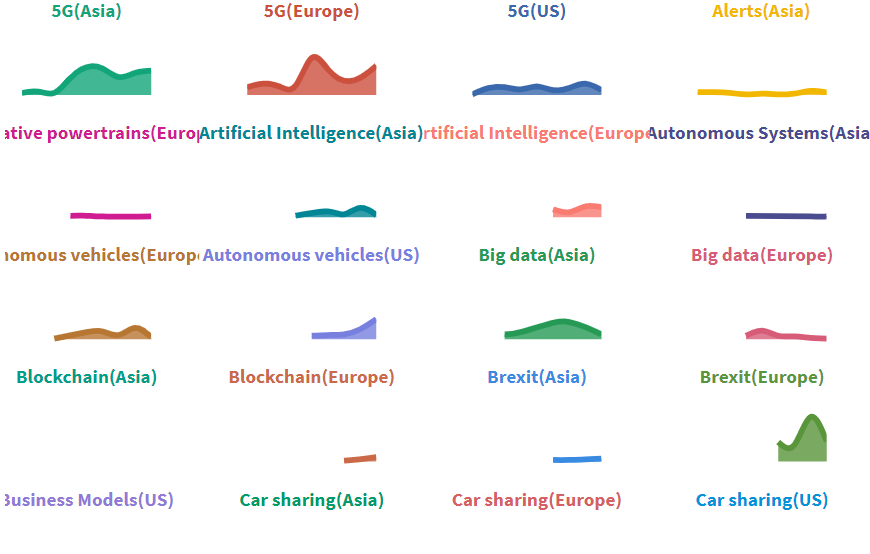 5G(Asia) 5G(Europe) 5G(US) Alerts(Asia)
ative powertrains(Europ Artificial Intelligence(Asia) rtificial Intelligence(Europe Autonomous Systems(Asia
nomous vehicles(Europe Autonomous vehicles(US) Big data(Asia) Big data(Europe)
Blockchain(Asia) Blockchain(Europe) Brexit(Asia) Brexit(Europe)
Business Models(US) Car sharing(Asia) Car sharing(Europe) Car sharing(US)